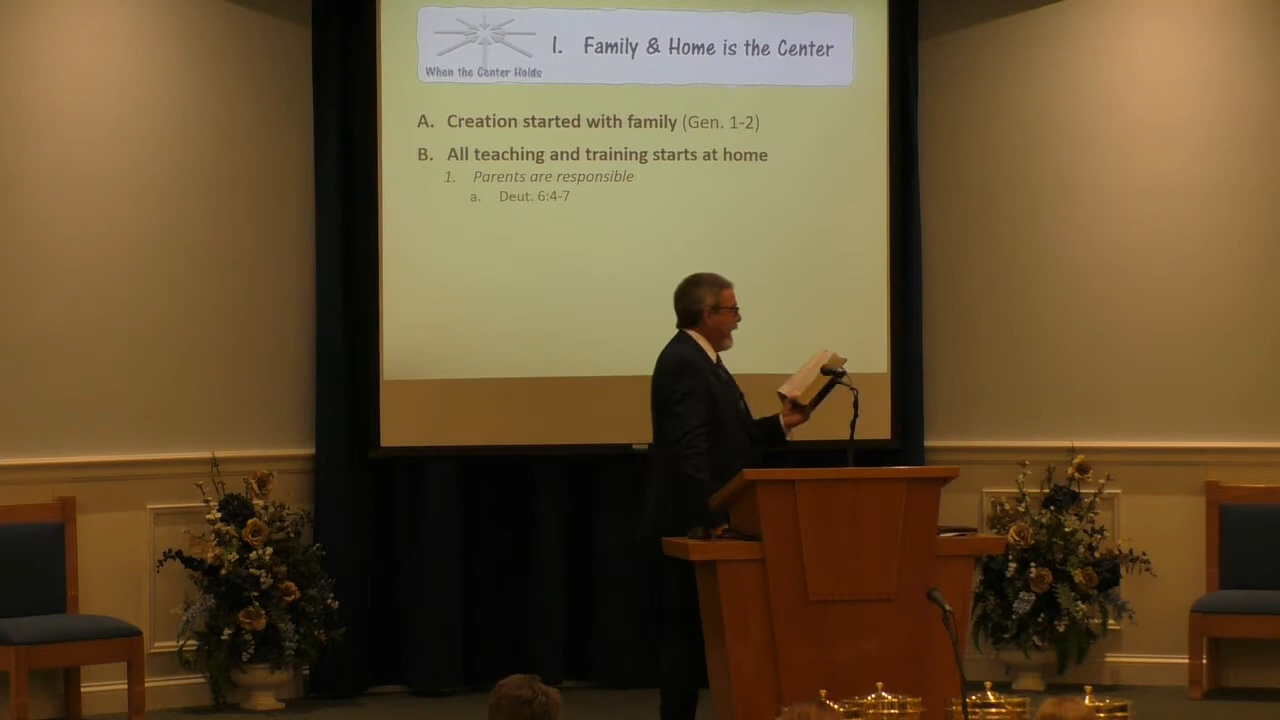 I. Family & Home is the Center
When the Center Holds
A. Creation started with family (Gen. 1-2)
B. All teaching and training starts at home
1. Parents are responsible
a. Deut. 6:4-7